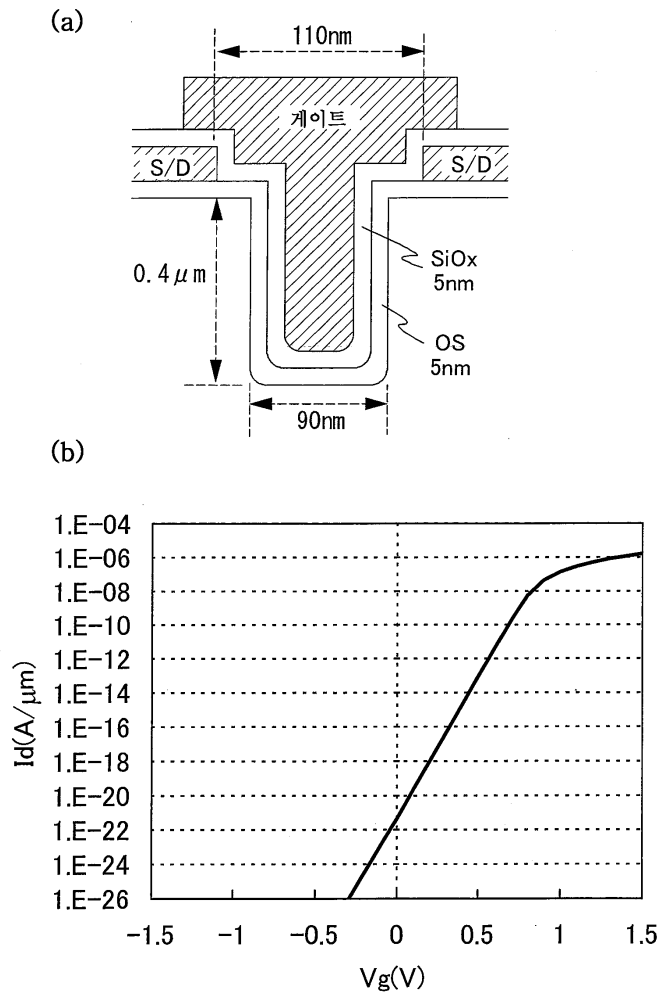 (a)
110nm
게이트
S/D
S/D
0.4μm
SiOx
5nm
OS
5nm
90nm
(b)
1.E-04
1.E-06
1.E-08
1.E-10
1.E-12
1.E-14
1.E-16
1.E-18
1.E-20
1.E-22
1.E-24
1.E-26
Id(A/μm)
-1.5
-1
-0.5
0
0.5
1
1.5
Vg(V)